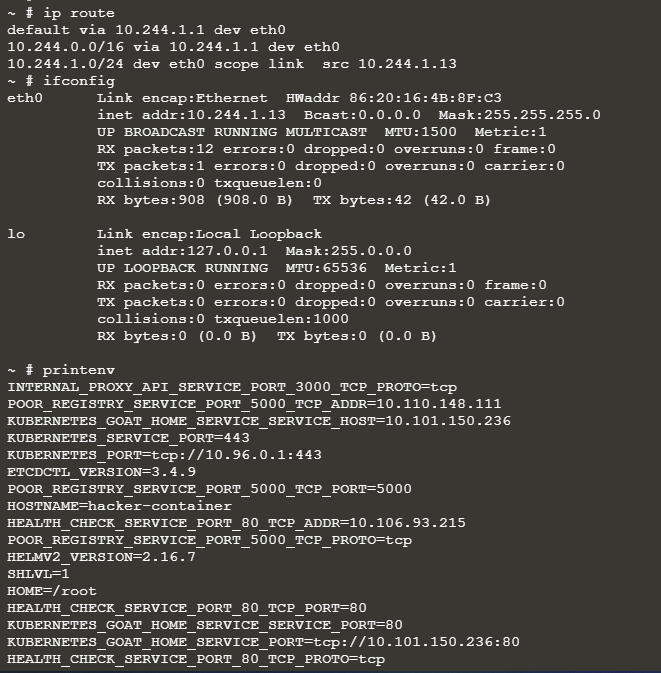 ~ # ip route
default via 10.244.1.1 dev eth0
10.244.0.0/16 via 10.244.1.1 dev eth0
10.244.1.0/24 dev eth0 scope link  src 10.244.1.13
~ # ifconfig
eth0      Link encap:Ethernet  HWaddr 86:20:16:4B:8F:C3
          inet addr:10.244.1.13  Bcast:0.0.0.0  Mask:255.255.255.0
          UP BROADCAST RUNNING MULTICAST  MTU:1500  Metric:1
          RX packets:12 errors:0 dropped:0 overruns:0 frame:0
          TX packets:1 errors:0 dropped:0 overruns:0 carrier:0
          collisions:0 txqueuelen:0
          RX bytes:908 (908.0 B)  TX bytes:42 (42.0 B)
lo        Link encap:Local Loopback
          inet addr:127.0.0.1  Mask:255.0.0.0
          UP LOOPBACK RUNNING  MTU:65536  Metric:1
          RX packets:0 errors:0 dropped:0 overruns:0 frame:0
          TX packets:0 errors:0 dropped:0 overruns:0 carrier:0
          collisions:0 txqueuelen:1000
          RX bytes:0 (0.0 B)  TX bytes:0 (0.0 B)
~ # printenv
INTERNAL_PROXY_API_SERVICE_PORT_3000_TCP_PROTO=tcp
POOR_REGISTRY_SERVICE_PORT_5000_TCP_ADDR=10.110.148.111
KUBERNETES_GOAT_HOME_SERVICE_SERVICE_HOST=10.101.150.236
KUBERNETES_SERVICE_PORT=443
KUBERNETES_PORT=tcp://10.96.0.1:443
ETCDCTL_VERSION=3.4.9
POOR_REGISTRY_SERVICE_PORT_5000_TCP_PORT=5000
HOSTNAME=hacker-container
HEALTH_CHECK_SERVICE_PORT_80_TCP_ADDR=10.106.93.215
POOR_REGISTRY_SERVICE_PORT_5000_TCP_PROTO=tcp
HELMV2_VERSION=2.16.7
SHLVL=1
HOME=/root
HEALTH_CHECK_SERVICE_PORT_80_TCP_PORT=80
KUBERNETES_GOAT_HOME_SERVICE_SERVICE_PORT=80
KUBERNETES_GOAT_HOME_SERVICE_PORT=tcp://10.101.150.236:80
HEALTH_CHECK_SERVICE_PORT_80_TCP_PROTO=tcp